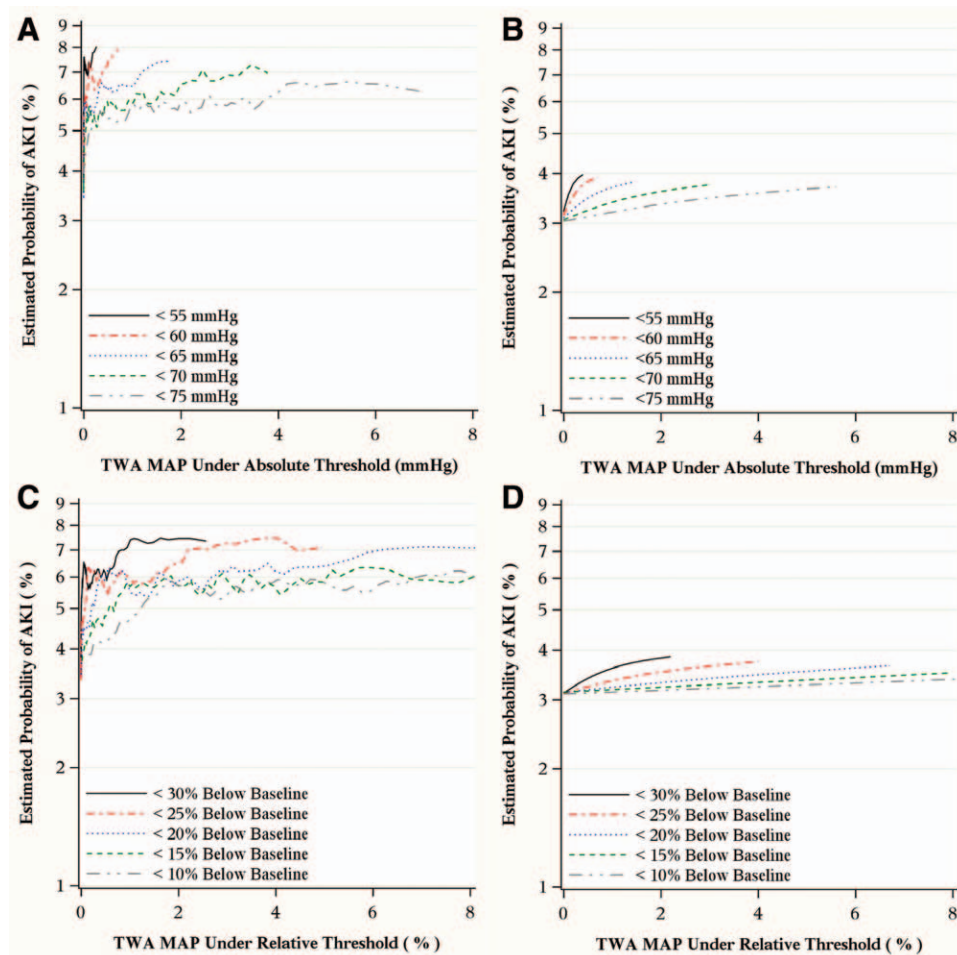 A
Estimated Probability of AKI ( % )
9
8
7
6
5
4
3
2
1
< 55 mmHg
< 60 mmHg
< 65 mmHg
< 70 mmHg
< 75 mmHg
0 2 4 6 8
TWA MAP Under Absolute Threshold (mmHg)
B
Estimated Probability of AKI ( % )
9
8
7
6
5
4
3
2
1
<55 mmHg
<60 mmHg
<65 mmHg
<70 mmHg
<75 mmHg
0 2 4 6 8
TWA MAP Under Absolute Threshold (mmHg)
C
Estimated Probability of AKI ( % )
9
8
7
6
5
4
3
2
1
< 30% Below Baseline
< 25% Below Baseline
< 20% Below Baseline
< 15% Below Baseline
< 10% Below Baseline
0 2 4 6 8
TWA MAP Under Relative Threshold ( % )
D
Estimated Probability of AKI ( % )
9
8
7
6
5
4
3
2
1
< 30% Below Baseline
< 25% Below Baseline
< 20% Below Baseline
< 15% Below Baseline
< 10% Below Baseline
0 2 4 6 8
TWA MAP Under Relative Threshold ( % )